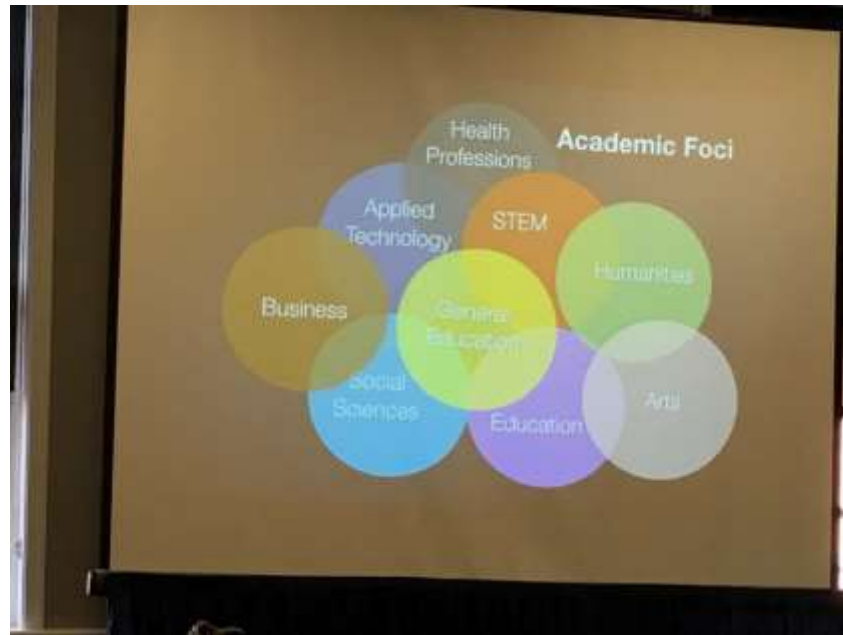 Academic Foci
Health
Professions
Applied
Technology
STEM
Humanities
Business
General
Education
Social
Sciences
Education
Arts